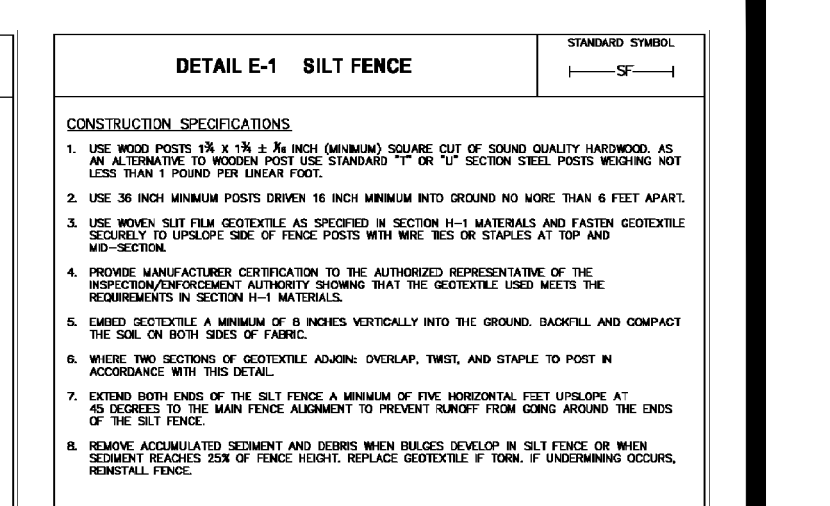 DETAIL E-1 SILT FENCE
STANDARD SYMBOL
SF
CONSTRUCTION SPECIFICATIONS
1. USE WOOD POSTS 1¾ X 1¾ ± 1/16 INCH (MINIMUM) SQUARE CUT OF SOUND QUALITY HARDWOOD. AS
AN ALTERNATIVE TO WOODEN POST USE STANDARD "T" OR "U" SECTION STEEL POSTS WEIGHING NOT
LESS THAN 1 POUND PER LINEAR FOOT.
2. USE 36 INCH MINIMUM POSTS DRIVEN 16 INCH MINIMUM INTO GROUND NO MORE THAN 6 FEET APART.
3. USE WOVEN SLIT FILM GEOTEXTILE AS SPECIFIED IN SECTION H-1 MATERIALS AND FASTEN GEOTEXTILE
SECURELY TO UPSLOPE SIDE OF FENCE POSTS WITH WIRE TIES OR STAPLES AT TOP AND
MID-SECTION.
4. PROVIDE MANUFACTURER CERTIFICATION TO THE AUTHORIZED REPRESENTATIVE OF THE
INSPECTION/ENFORCEMENT AUTHORITY SHOWING THAT THE GEOTEXTILE USED MEETS THE
REQUIREMENTS IN SECTION H-1 MATERIALS.
5. EMBED GEOTEXTILE A MINIMUM OF 8 INCHES VERTICALLY INTO THE GROUND. BACKFILL AND COMPACT
THE SOIL ON BOTH SIDES OF FABRIC.
6. WHERE TWO SECTIONS OF GEOTEXTILE ADJOIN: OVERLAP, TWIST, AND STAPLE TO POST IN
ACCORDANCE WITH THIS DETAIL.
7. EXTEND BOTH ENDS OF THE SILT FENCE A MINIMUM OF FIVE HORIZONTAL FEET UPSLOPE AT
45 DEGREES TO THE MAIN FENCE ALIGNMENT TO PREVENT RUNOFF FROM GOING AROUND THE ENDS
OF THE SILT FENCE.
8. REMOVE ACCUMULATED SEDIMENT AND DEBRIS WHEN BULGES DEVELOP IN SILT FENCE OR WHEN
SEDIMENT REACHES 25% OF FENCE HEIGHT. REPLACE GEOTEXTILE IF TORN. IF UNDERMINING OCCURS,
REINSTALL FENCE.